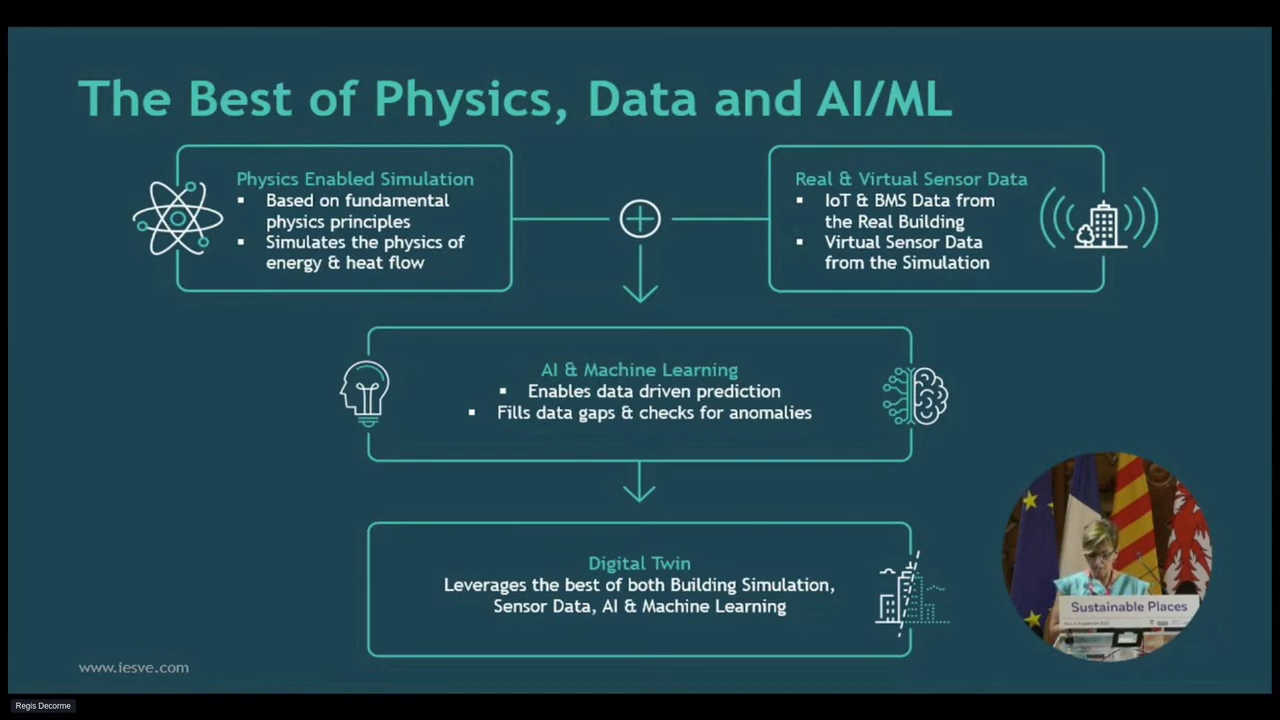 The Best of Physics, Data and AI/ML
Physics Enabled Simulation
▪ Based on fundamental
physics principles
▪ Simulates the physics of
energy & heat flow
Real & Virtual Sensor Data
▪ IoT & BMS Data from
the Real Building
▪ Virtual Sensor Data
from the Simulation
AI & Machine Learning
▪ Enables data driven prediction
▪ Fills data gaps & checks for anomalies
Digital Twin
Leverages the best of both Building Simulation,
Sensor Data, AI & Machine Learning
Sustainable Places
www.iesve.com
Regis Decorme